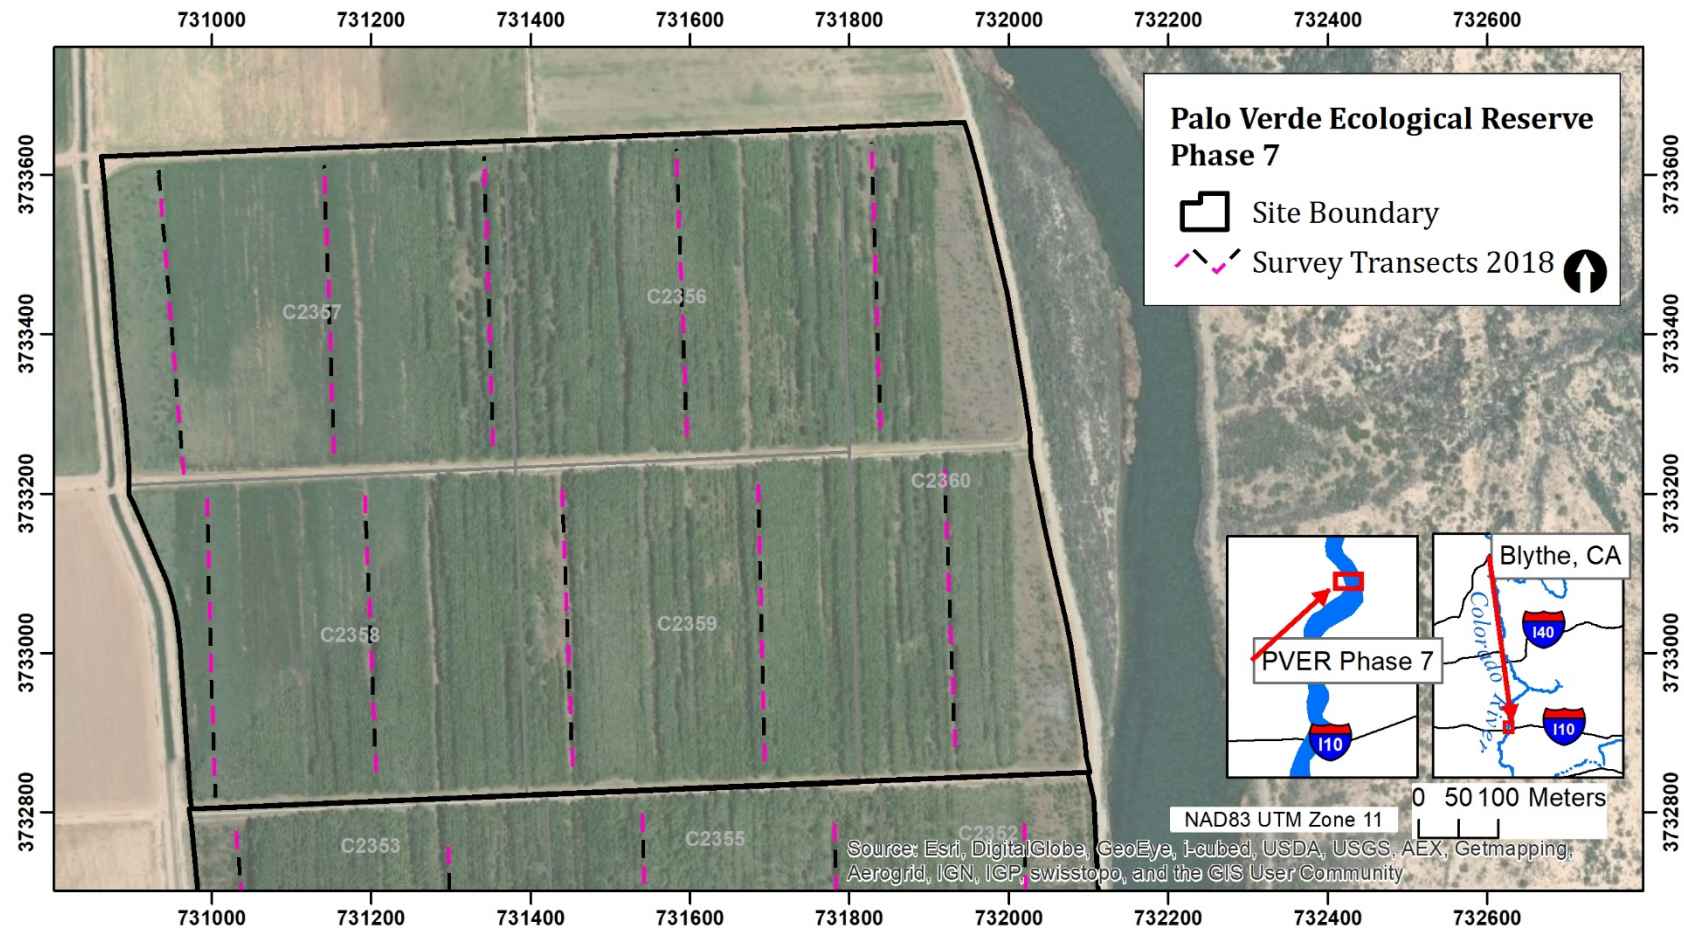 731000 731200 731400 731600 731800 732000 732200 732400 732600
Palo Verde Ecological Reserve
Phase 7
Site Boundary
Survey Transects 2018
3733600
3733400
3733200
3733000
3732800
3733600
3733400
3733200
3733000
3732800
C2357
C2356
C2360
C2358
C2359
C2353
C2355
C2352
PVER Phase 7
I10
Blythe, CA
Colorado River
I40
I10
NAD83 UTM Zone 11
0 50 100 Meters
Source: Esri, DigitalGlobe, GeoEye, i-cubed, USDA, USGS, AEX, Getmapping,
Aerogrid, IGN, IGP, swisstopo, and the GIS User Community
731000 731200 731400 731600 731800 732000 732200 732400 732600